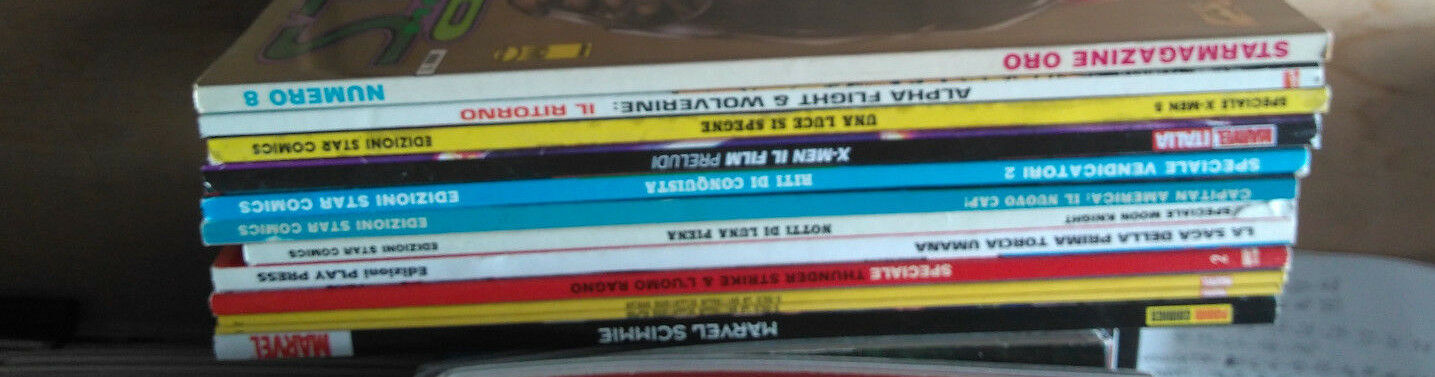 STARMAGAZINE ORO NUMERO 8
ALPHA FLIGHT & WOLVERINE: IL RITORNO
SPECIALE X-MEN 5 UNA LUCE SI SPEGNE EDIZIONI STAR COMICS
MARVEL ITALIA X-MEN IL FILM PRELUDI
SPECIALE VENDICATORI 2 RITI DI CONQUISTA EDIZIONI STAR COMICS
CAPITAN AMERICA: IL NUOVO CAP! EDIZIONI STAR COMICS
SPECIALE MOON KNIGHT NOTTI DI LUNA PIENA EDIZIONI STAR COMICS
LA SAGA DELLA PRIMA TORCIA UMANA Edizioni PLAY PRESS
2 SPECIALE THUNDER STRIKE & L'UOMO RAGNO
PANINI COMICS MARVEL SCIMMIE MARVEL